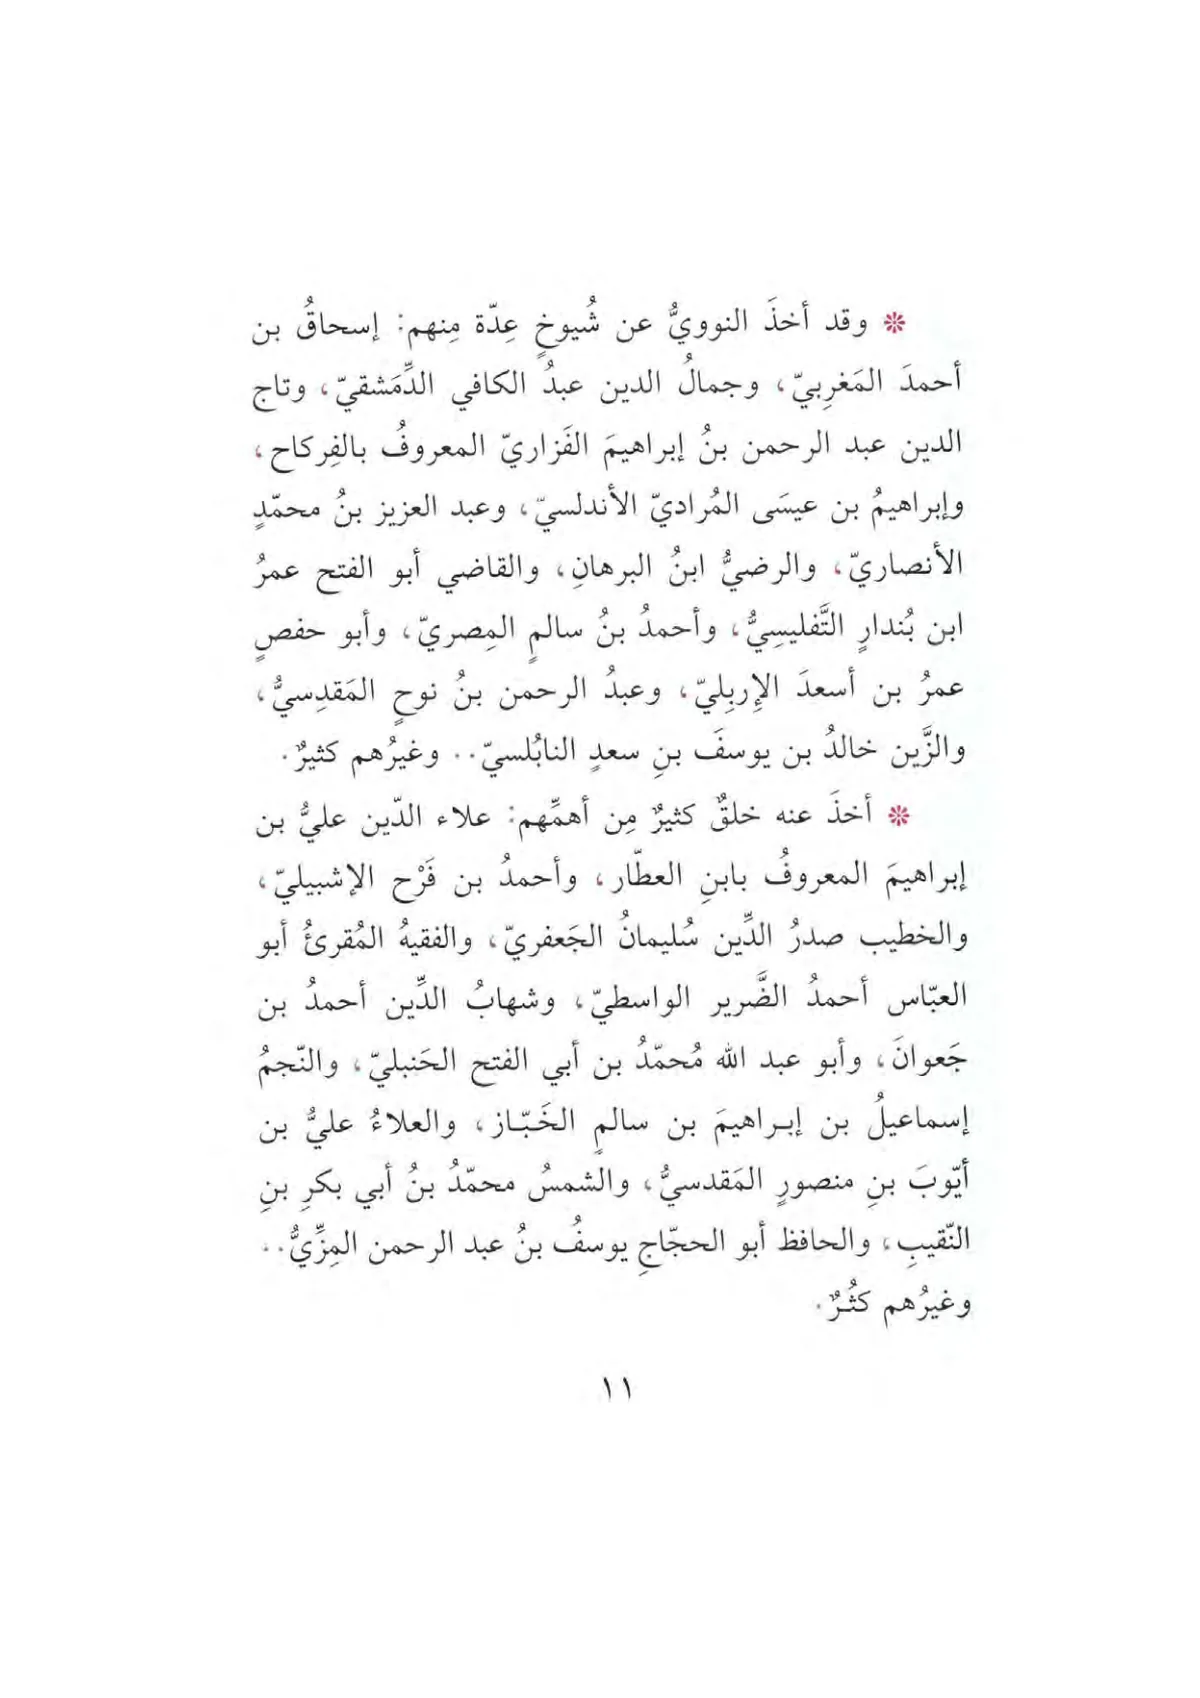 * وقد أخذَ النوويُّ عن شُيوخٍ عِدّة مِنهم: إسحاقُ بن
أحمدَ المَغرِبيّ، وجمالُ الدين عبدُ الكافي الدِّمَشقيّ، وتاج
الدين عبد الرحمن بنُ إبراهيمَ الفَزاريّ المعروفُ بالفِركاح،
وإبراهيمُ بن عيسَى المُراديّ الأندلسيّ، وعبد العزيز بنُ محمّدٍ
الأنصاريّ، والرضيُّ ابنُ البرهانِ، والقاضي أبو الفتح عمرُ
ابن بُندارٍ التَّفليسِيُّ، وأحمدُ بنُ سالمٍ المِصريّ، وأبو حفصٍ
عمرُ بن أسعدَ الإربِليّ، وعبدُ الرحمن بنُ نوحٍ المَقدِسيُّ،
والزَّين خالدُ بن يوسفَ بنِ سعدٍ النابُلسيّ.. وغيرُهم كثيرٌ.
* أخذَ عنه خلقٌ كثيرٌ مِن أهمِّهم: علاء الدّين عليُّ بن
إبراهيمَ المعروفُ بابنِ العطّار، وأحمدُ بن فَرْح الإشبيليّ،
والخطيب صدرُ الدِّين سُليمانُ الجَعفريّ، والفقيهُ المُقرئُ أبو
العبّاس أحمدُ الضَّرير الواسطيّ، وشهابُ الدِّين أحمدُ بن
جَعوانَ، وأبو عبد الله مُحمّدُ بن أبي الفتح الحَنبليّ، والنّجمُ
إسماعيلُ بن إبراهيمَ بن سالمٍ الخَبّاز، والعلاءُ عليُّ بن
أيّوبَ بنِ منصورٍ المَقدسيُّ، والشمسُ محمّدُ بنُ أبي بكرِ بنِ
النّقيبِ، والحافظ أبو الحجّاجِ يوسفُ بنُ عبد الرحمن المِزِّيُّ..
وغيرُهم كثُرٌ.
١١